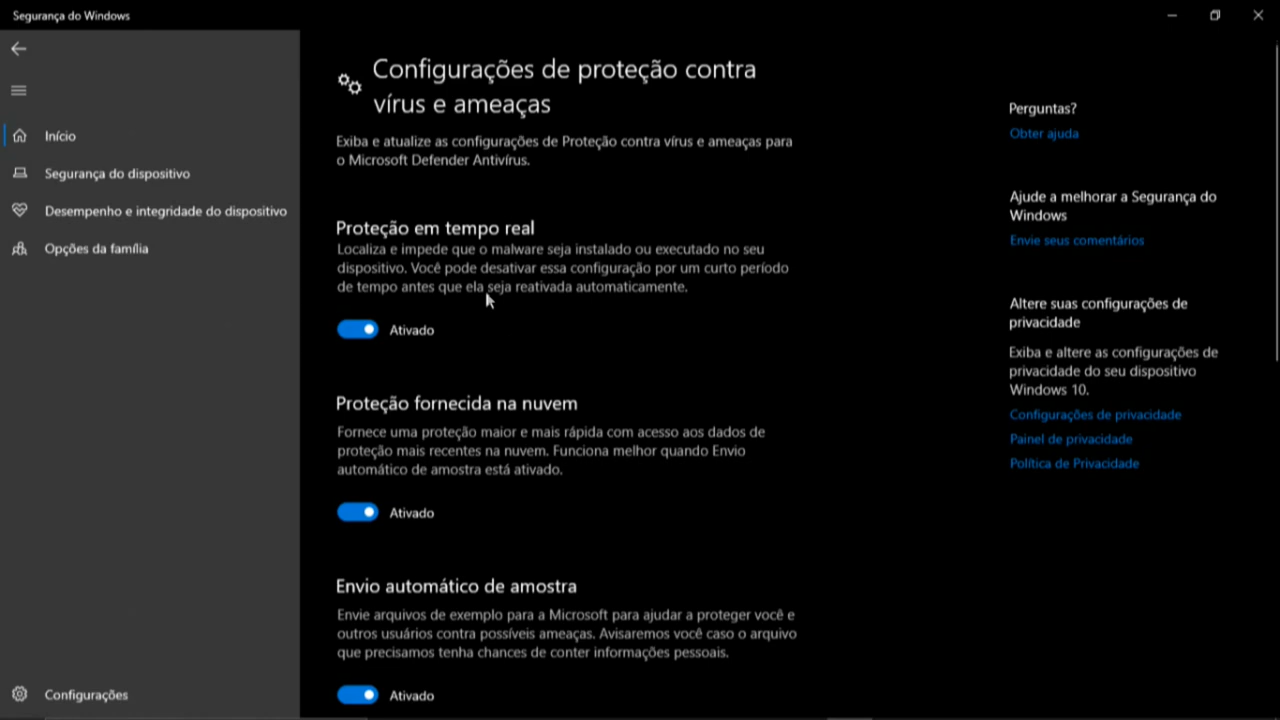 Segurança do Windows
Início
Segurança do dispositivo
Desempenho e integridade do dispositivo
Opções da família
Configurações
Configurações de proteção contra
vírus e ameaças
Exiba e atualize as configurações de Proteção contra vírus e ameaças para
o Microsoft Defender Antivírus.
Proteção em tempo real
Localiza e impede que o malware seja instalado ou executado no seu
dispositivo. Você pode desativar essa configuração por um curto período
de tempo antes que ela seja reativada automaticamente.
Ativado
Proteção fornecida na nuvem
Fornece uma proteção maior e mais rápida com acesso aos dados de
proteção mais recentes na nuvem. Funciona melhor quando Envio
automático de amostra está ativado.
Ativado
Envio automático de amostra
Envie arquivos de exemplo para a Microsoft para ajudar a proteger você e
outros usuários contra possíveis ameaças. Avisaremos você caso o arquivo
que precisamos tenha chances de conter informações pessoais.
Ativado
Perguntas?
Obter ajuda
Ajude a melhorar a Segurança do
Windows
Envie seus comentários
Altere suas configurações de
privacidade
Exiba e altere as configurações de
privacidade do seu dispositivo
Windows 10.
Configurações de privacidade
Painel de privacidade
Política de Privacidade